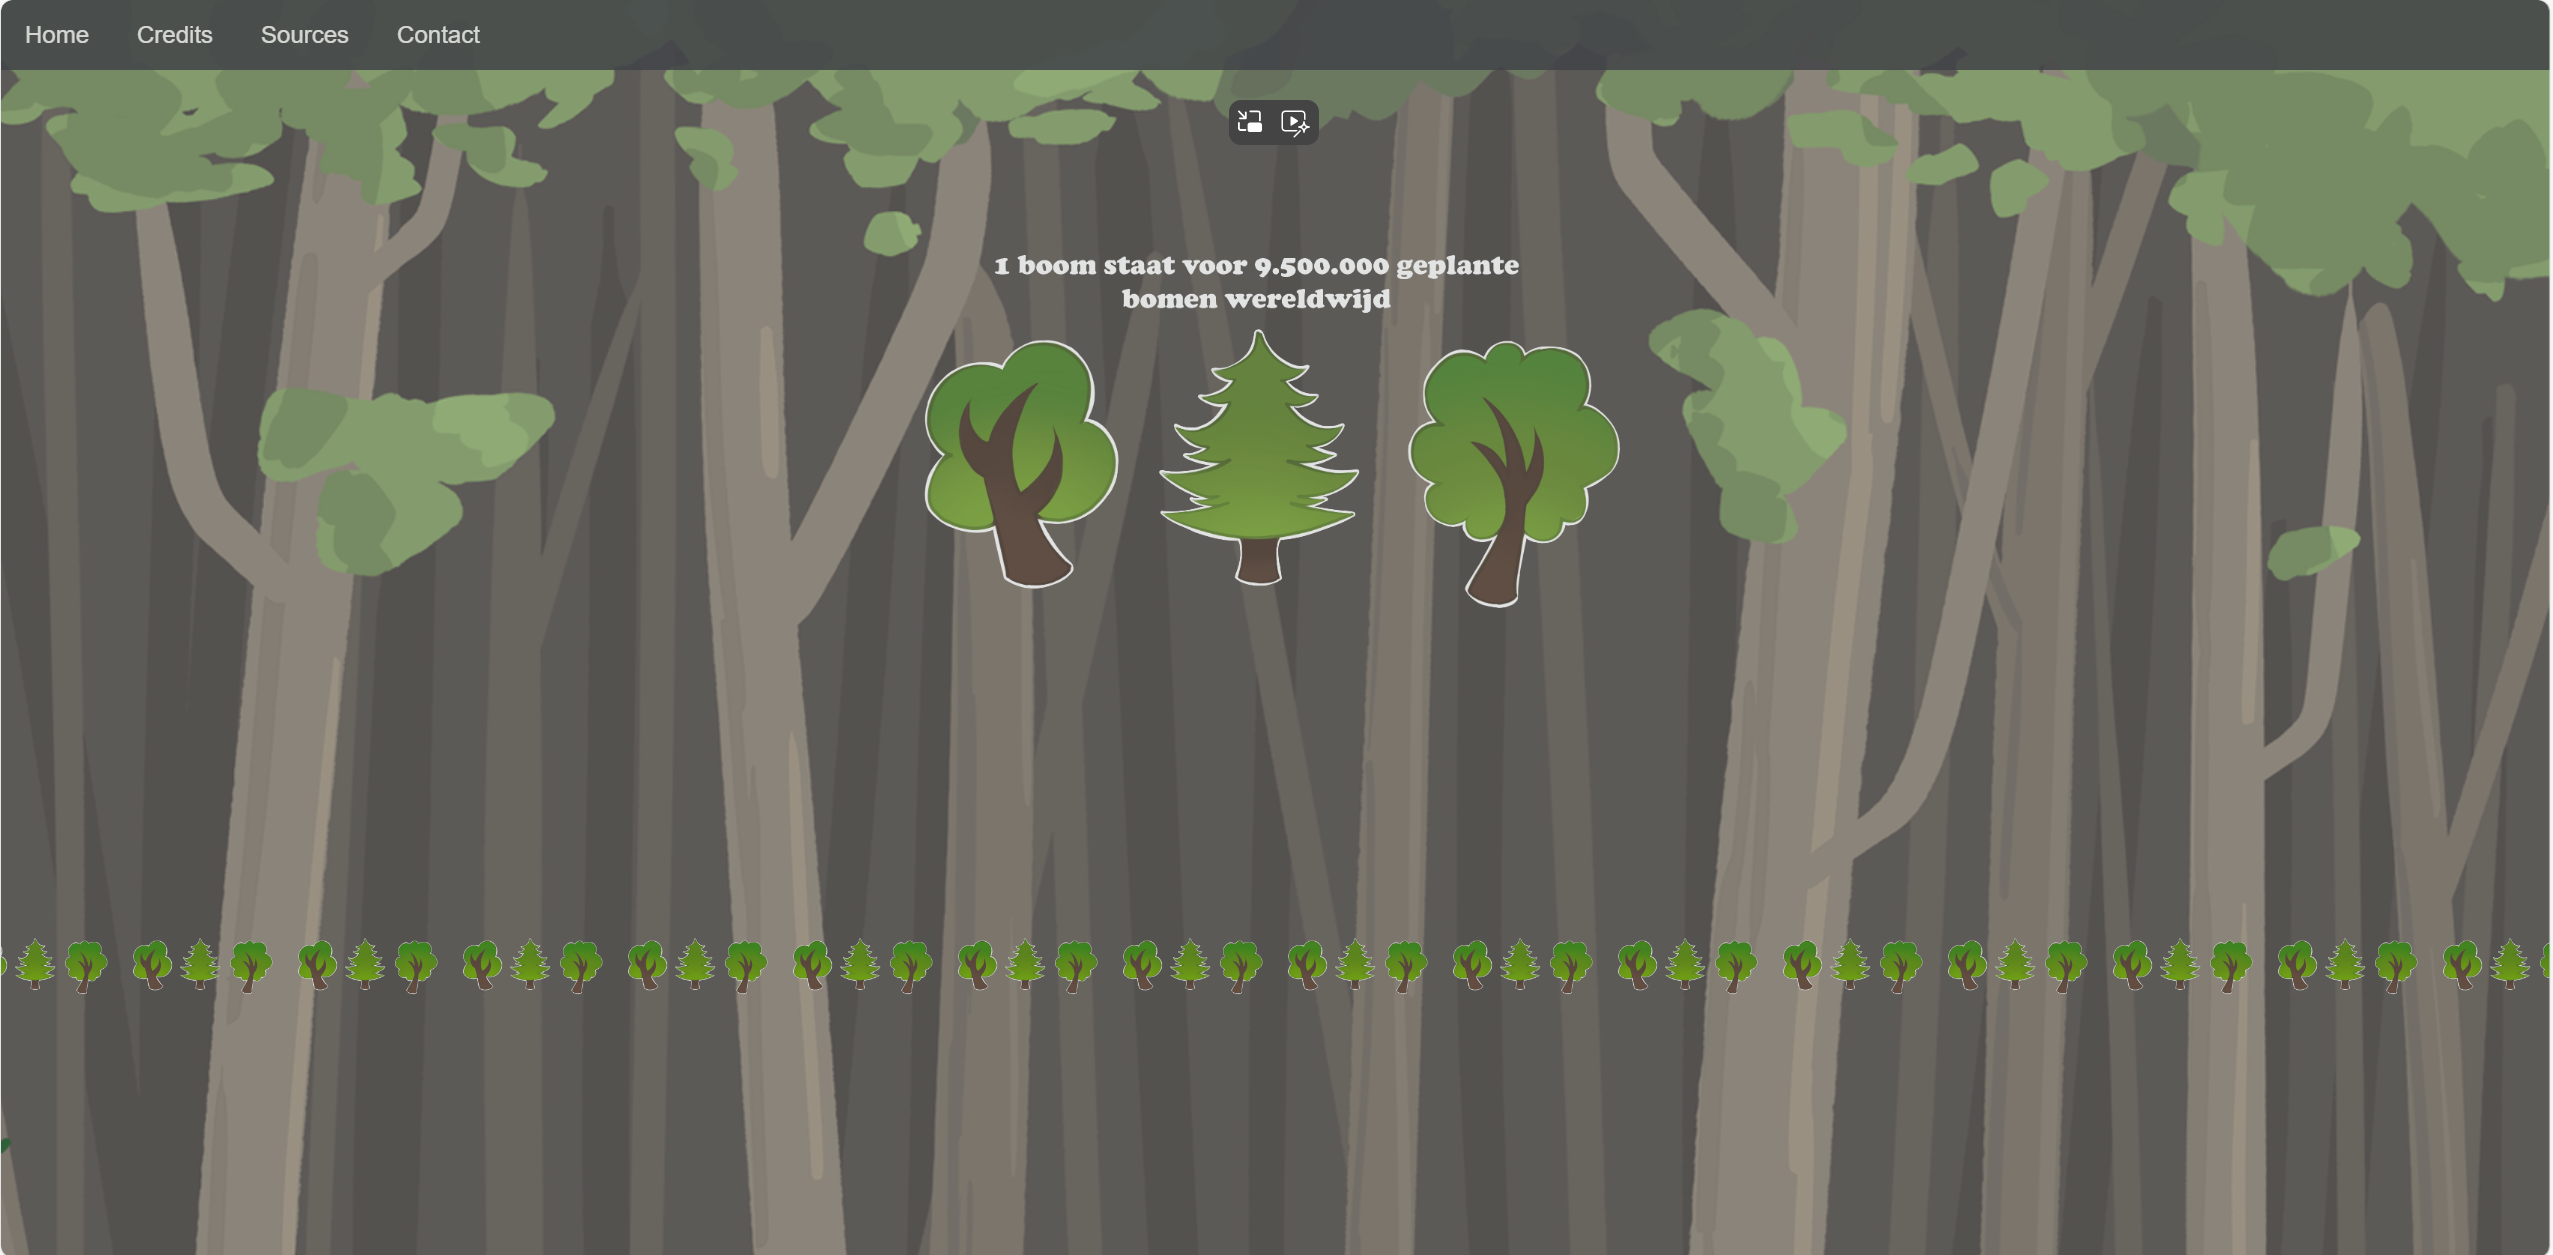 Home Credits Sources Contact
1 boom staat voor 9.500.000 geplante
bomen wereldwijd